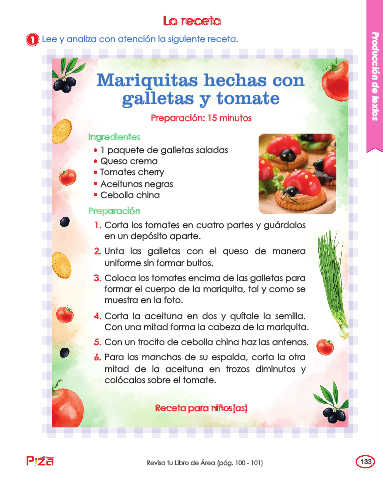 La receta
1 Lee y analiza con atención la siguiente receta.
Producción de textos
Mariquitas hechas con
galletas y tomate
Preparación: 15 minutos
Ingredientes
• 1 paquete de galletas saladas
• Queso crema
• Tomates cherry
• Aceitunas negras
• Cebolla china
Preparación
1. Corta los tomates en cuatro partes y guárdalos
en un depósito aparte.
2. Unta las galletas con el queso de manera
uniforme sin formar bultos.
3. Coloca los tomates encima de las galletas para
formar el cuerpo de la mariquita, tal y como se
muestra en la foto.
4. Corta la aceituna en dos y quítale la semilla.
Con una mitad forma la cabeza de la mariquita.
5. Con un trocito de cebolla china haz las antenas.
6. Para las manchas de su espalda, corta la otra
mitad de la aceituna en trozos diminutos y
colócalos sobre el tomate.
Receta para niños(as)
Pizá
Revisa tu Libro de Área (pág. 100 - 101)
133